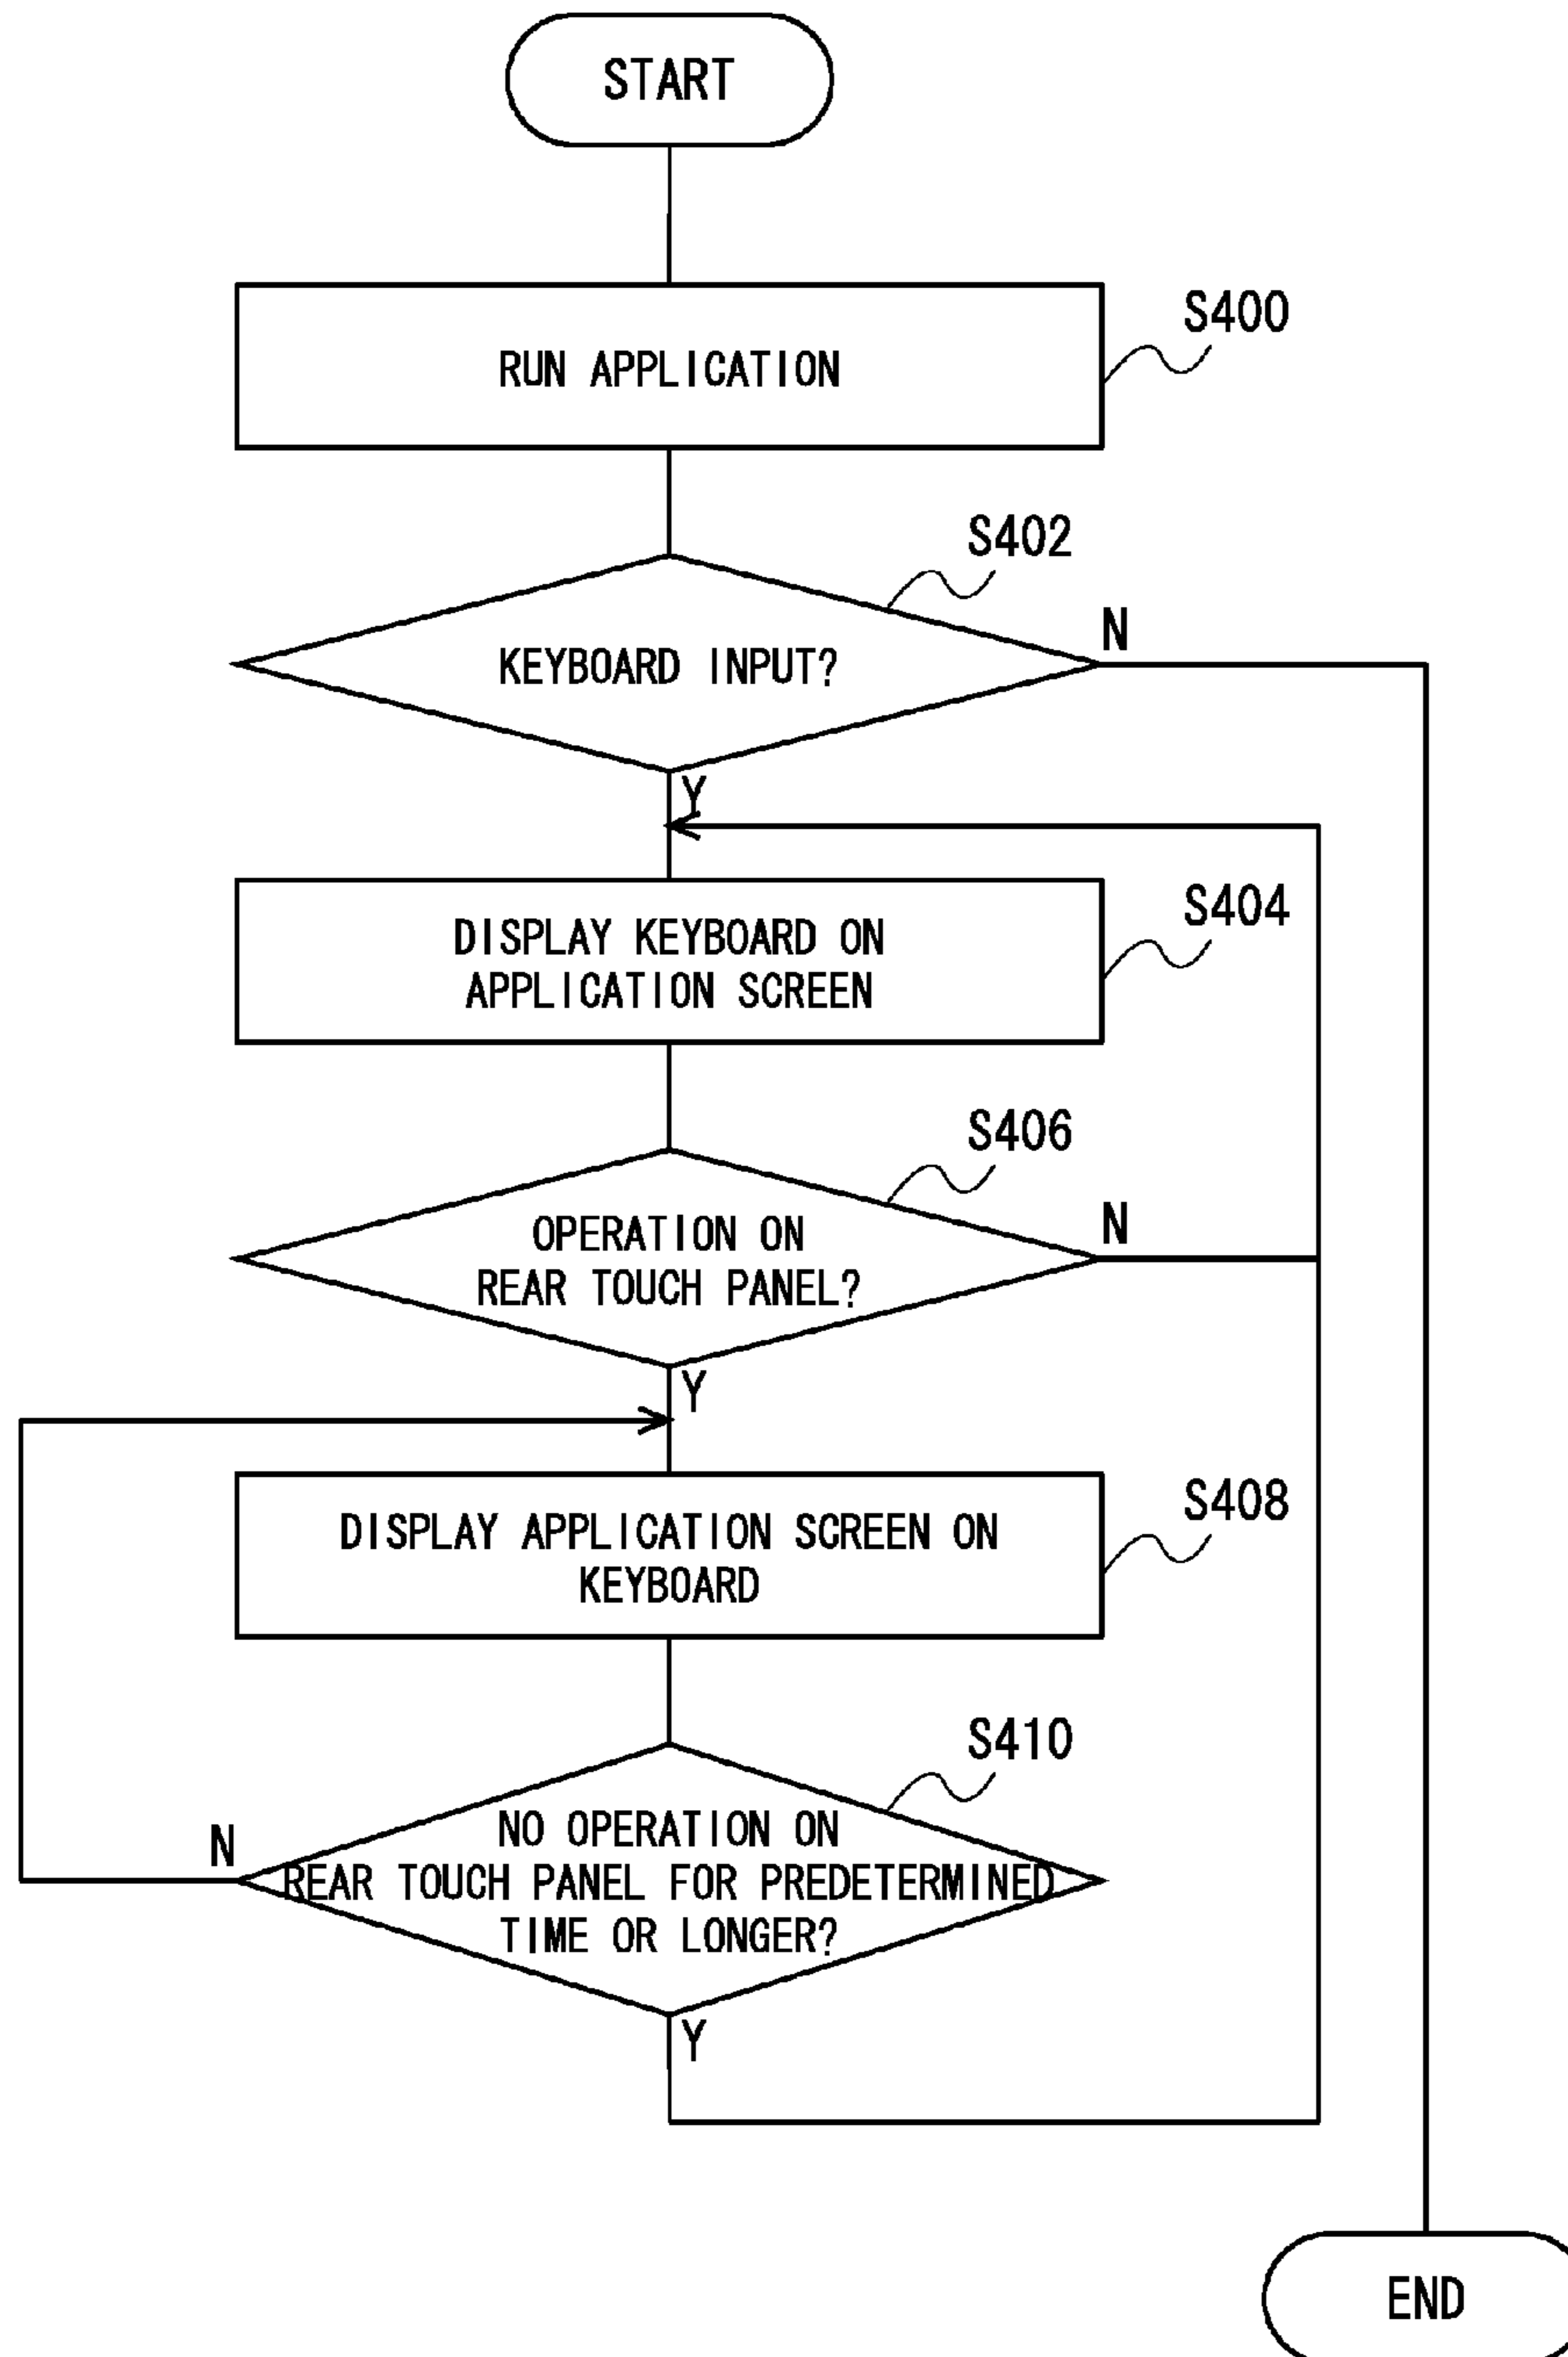 START
S400
RUN APPLICATION
S402
N
KEYBOARD INPUT?
Y
S404
DISPLAY KEYBOARD ON
APPLICATION SCREEN
S406
N
OPERATION ON
REAR TOUCH PANEL?
Y
S408
DISPLAY APPLICATION SCREEN ON
KEYBOARD
S410
N
NO OPERATION ON
REAR TOUCH PANEL FOR PREDETERMINED
TIME OR LONGER?
Y
END